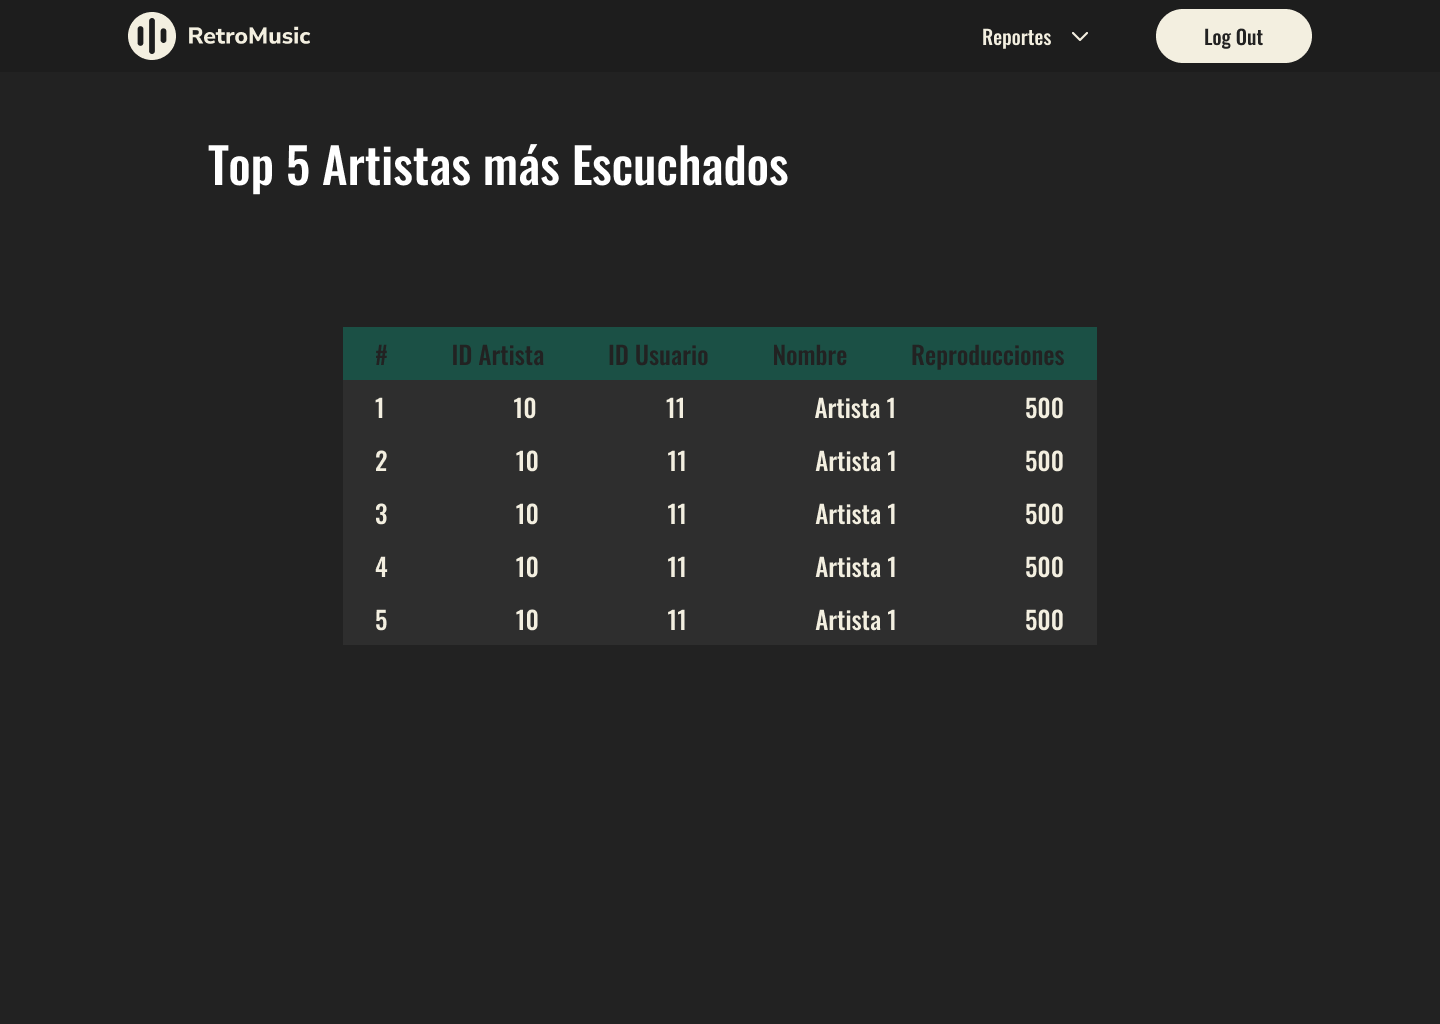 RetroMusic
Reportes
Log Out
Top 5 Artistas más Escuchados
# ID Artista ID Usuario Nombre Reproducciones
1 10 11 Artista 1 500
2 10 11 Artista 1 500
3 10 11 Artista 1 500
4 10 11 Artista 1 500
5 10 11 Artista 1 500